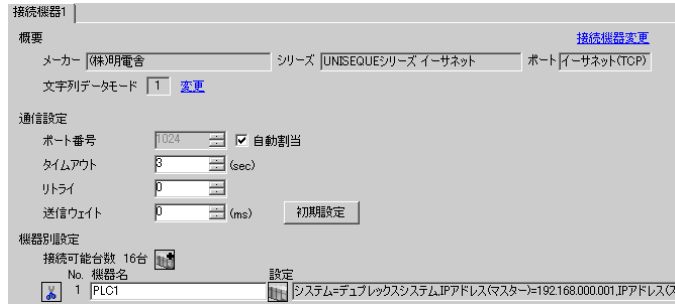 接続機器1
概要 接続機器変更
メーカー (株)明電舎 シリーズ UNISEQUEシリーズ イーサネット ポート イーサネット(TCP)
文字列データモード 1 変更
通信設定
ポート番号 1024 自動割当
タイムアウト 3 (sec)
リトライ 0
送信ウェイト 0 (ms) 初期設定
機器別設定
接続可能台数 16台
No. 機器名 設定
1 PLC1 システム=デュプレックスシステム,IPアドレス(マスター)=192.168.000.001,IPアドレス(ス